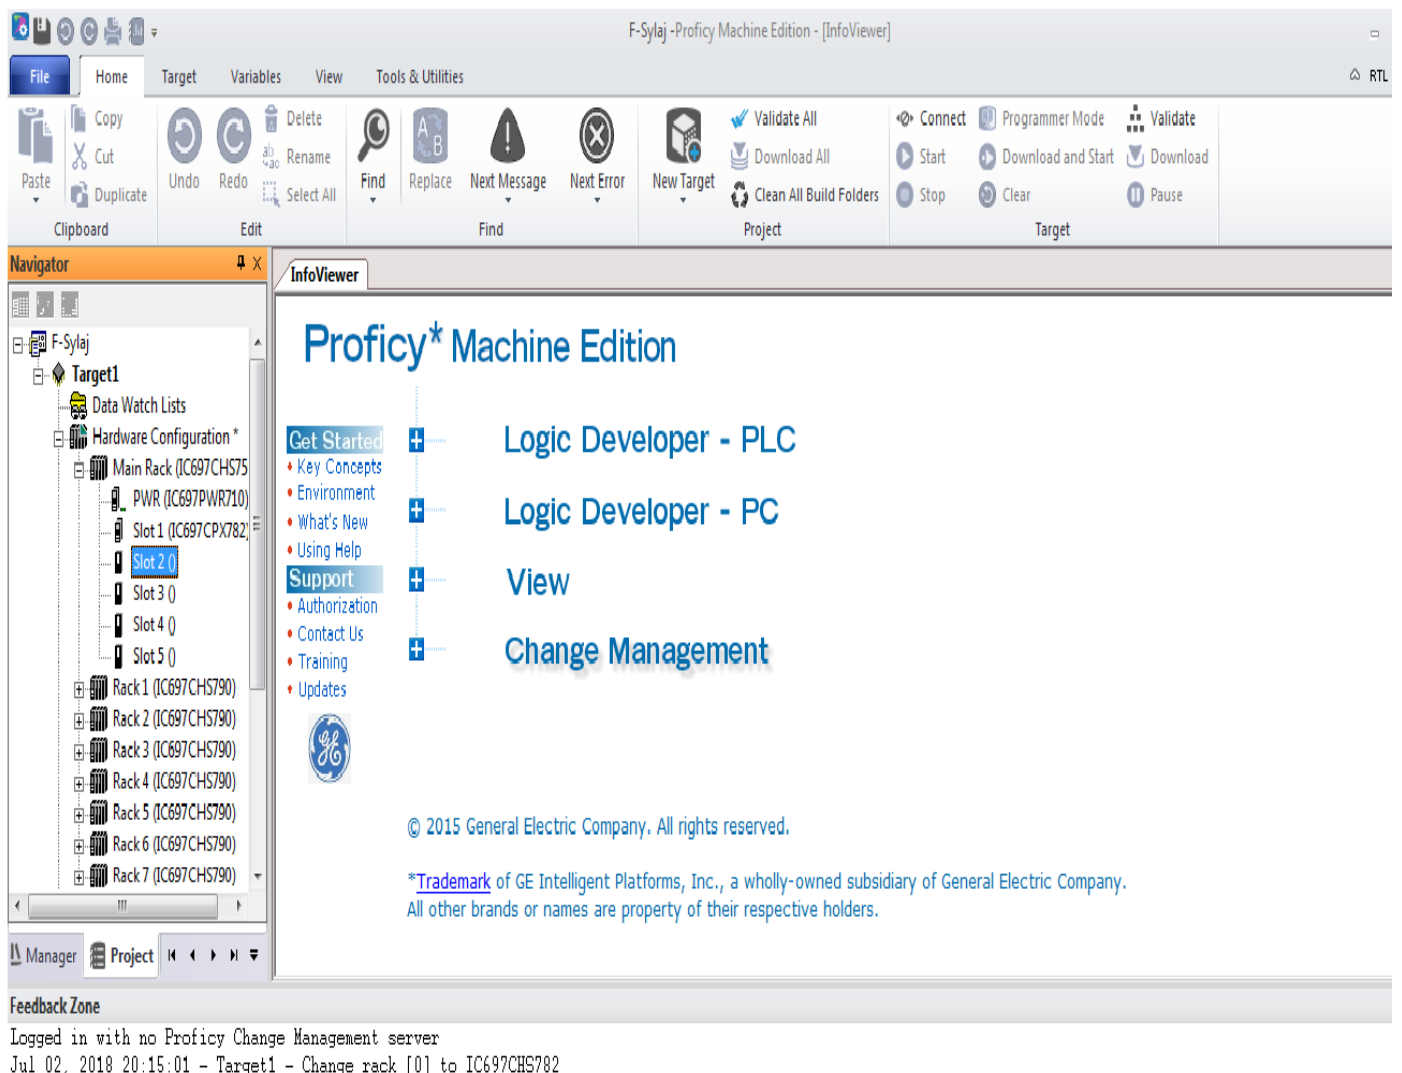 F-Sylaj -Proficy Machine Edition - [InfoViewer]
File Home Target Variables View Tools & Utilities RTL
Paste
Copy
Cut
Duplicate
Clipboard
Undo
Redo
Delete
Rename
Select All
Edit
Find
Replace
Next Message
Next Error
Find
New Target
Validate All
Download All
Clean All Build Folders
Project
Connect
Start
Stop
Programmer Mode
Download and Start
Clear
Validate
Download
Pause
Target
Navigator
F-Sylaj
Target1
Data Watch Lists
Hardware Configuration *
Main Rack (IC697CHS75
PWR (IC697PWR710)
Slot 1 (IC697CPX782)
Slot 2 ()
Slot 3 ()
Slot 4 ()
Slot 5 ()
Rack 1 (IC697CHS790)
Rack 2 (IC697CHS790)
Rack 3 (IC697CHS790)
Rack 4 (IC697CHS790)
Rack 5 (IC697CHS790)
Rack 6 (IC697CHS790)
Rack 7 (IC697CHS790)
Manager Project
InfoViewer
Proficy* Machine Edition
Get Started
Key Concepts
Environment
What's New
Using Help
Support
Authorization
Contact Us
Training
Updates
GE
Logic Developer - PLC
Logic Developer - PC
View
Change Management
© 2015 General Electric Company. All rights reserved.
*Trademark of GE Intelligent Platforms, Inc., a wholly-owned subsidiary of General Electric Company.
All other brands or names are property of their respective holders.
Feedback Zone
Logged in with no Proficy Change Management server
Jul 02, 2018 20:15:01 - Target1 - Change rack [0] to IC697CHS782